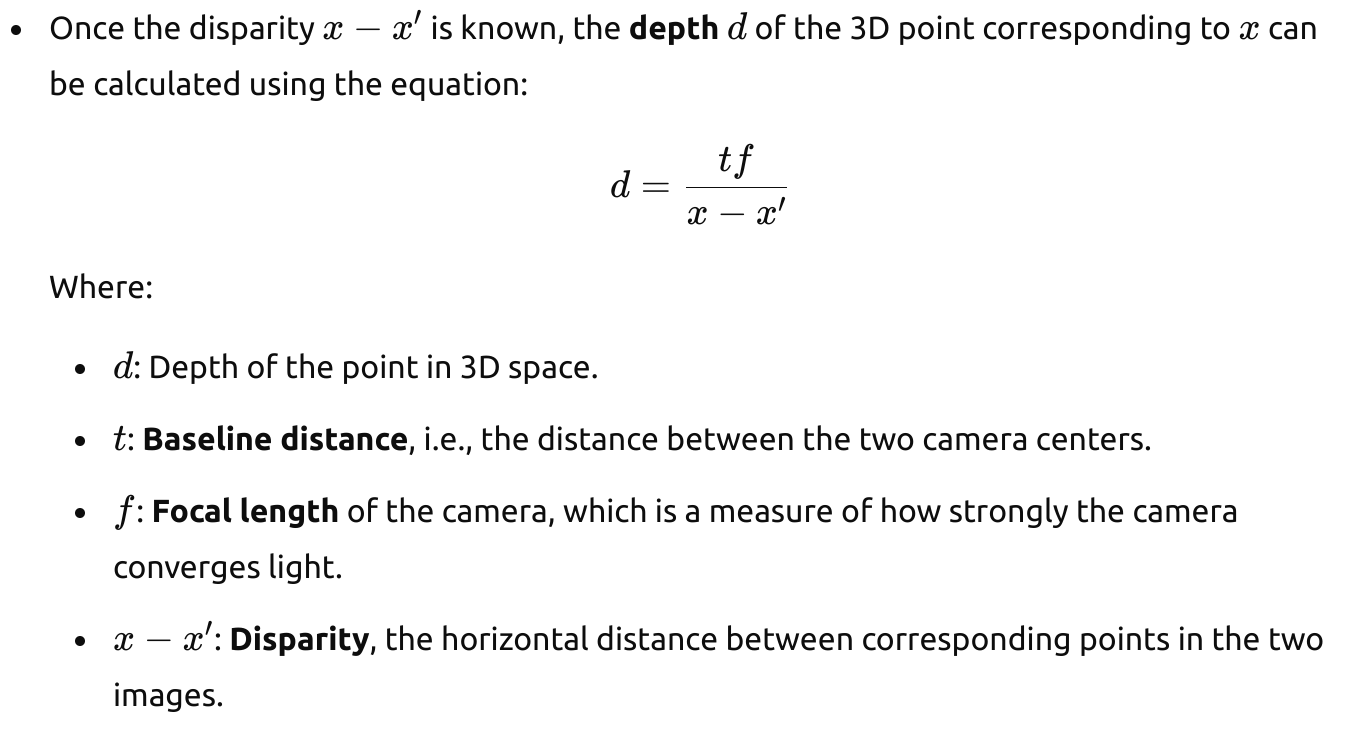 • Once the disparity x − x′ is known, the depth d of the 3D point corresponding to x can
be calculated using the equation:
d = tf / (x − x′)
Where:
• d: Depth of the point in 3D space.
• t: Baseline distance, i.e., the distance between the two camera centers.
• f: Focal length of the camera, which is a measure of how strongly the camera
converges light.
• x − x′: Disparity, the horizontal distance between corresponding points in the two
images.